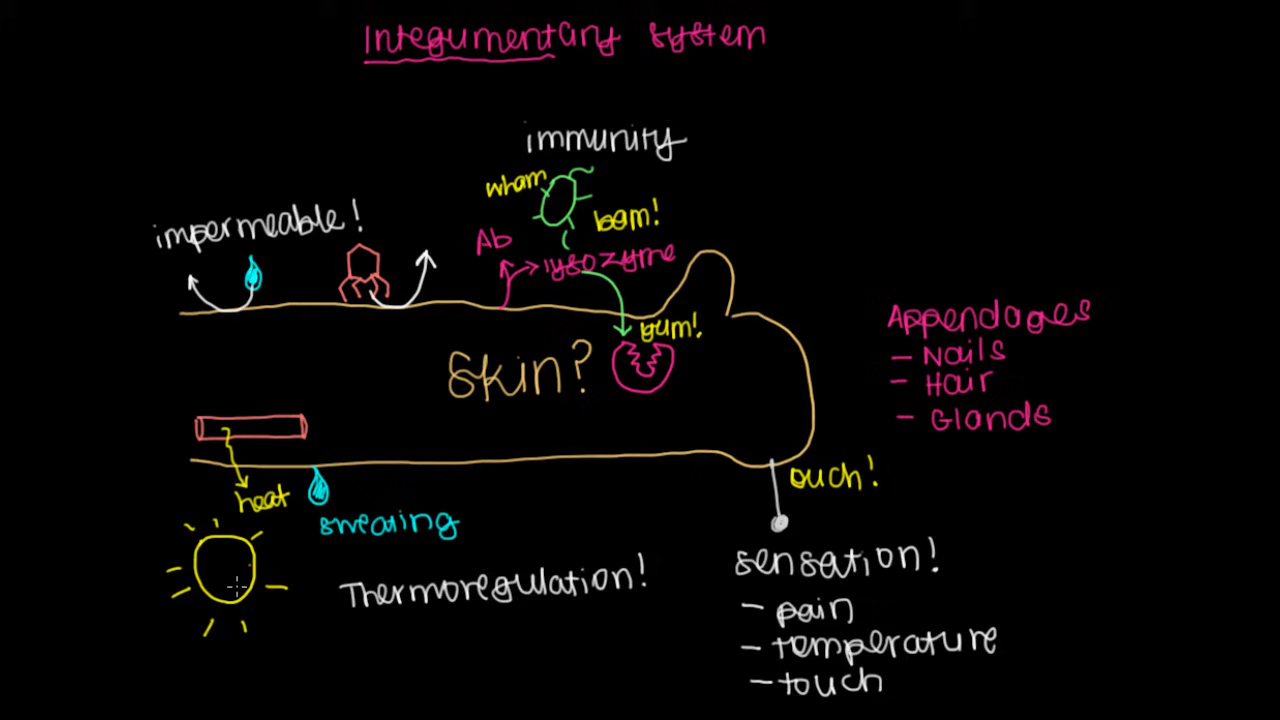 Integumentary system
immunity
wham
bam!
impermeable!
Ab
lysozyme
gum!
Skin?
Appendages
- Nails
- Hair
- Glands
heat
sweating
ouch!
Thermoregulation!
sensation!
- pain
- temperature
- touch